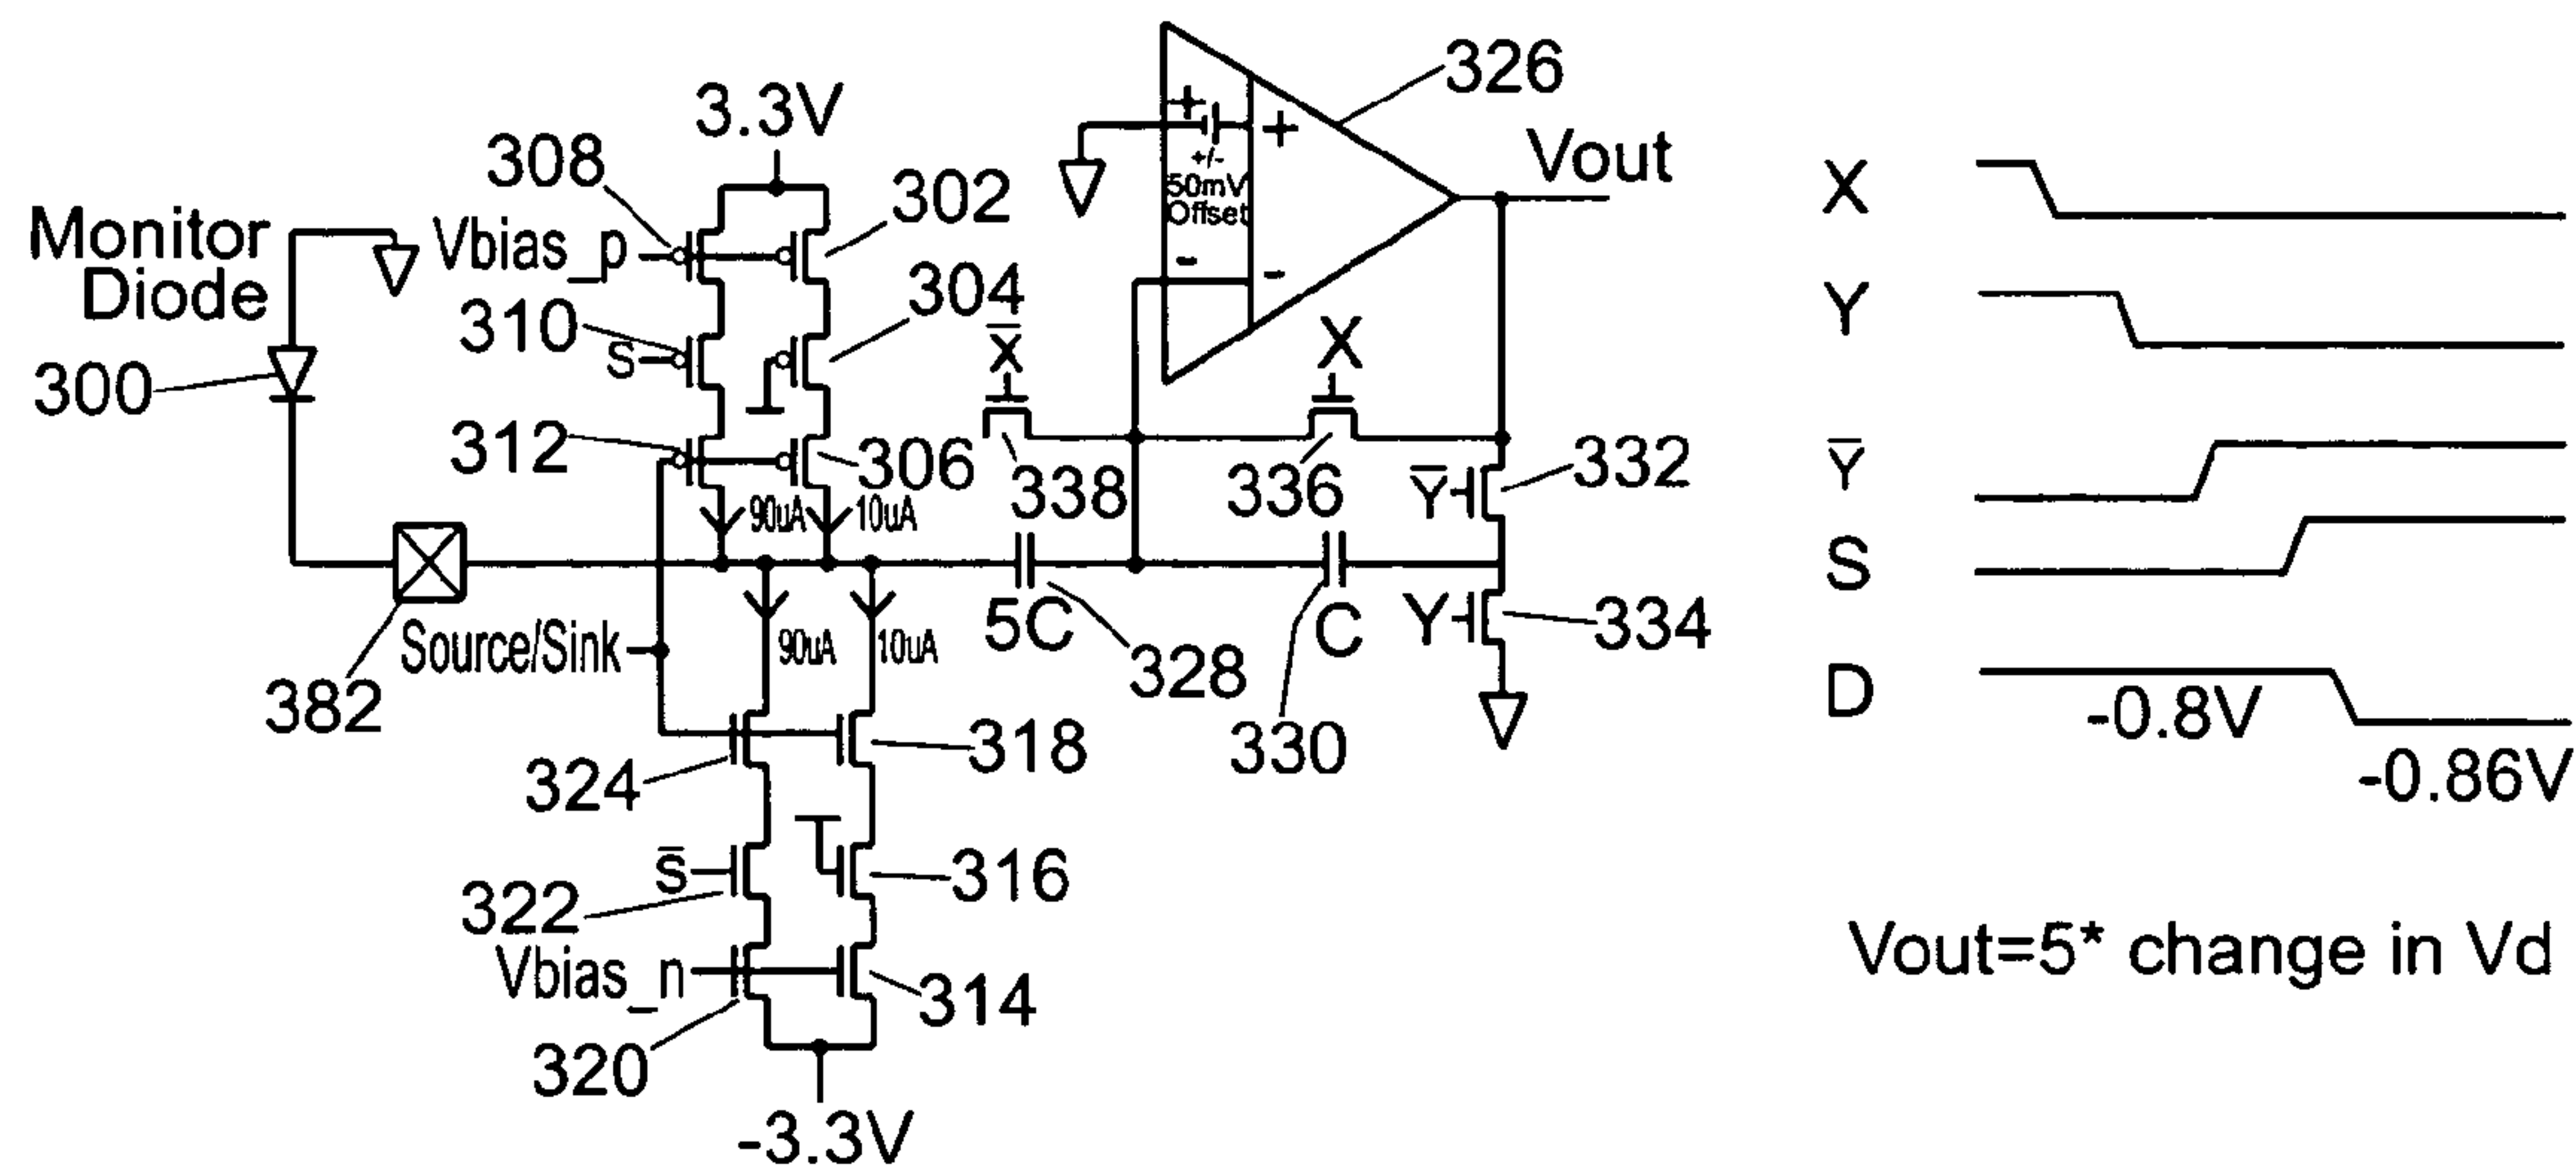 326
3.3V
308
302
Vout
Monitor
Diode
Vbias_p
+
+
+/-
50mV
Offset
-
-
304
310
S
300
X̅
X
312
306
338
336
Y̅
332
90uA
10uA
382
Source/Sink
5C
328
C
330
Y
334
90uA
10uA
324
318
S̅
322
316
Vbias_n
314
320
-3.3V
X
Y
Y̅
S
D
-0.8V
-0.86V
Vout=5* change in Vd